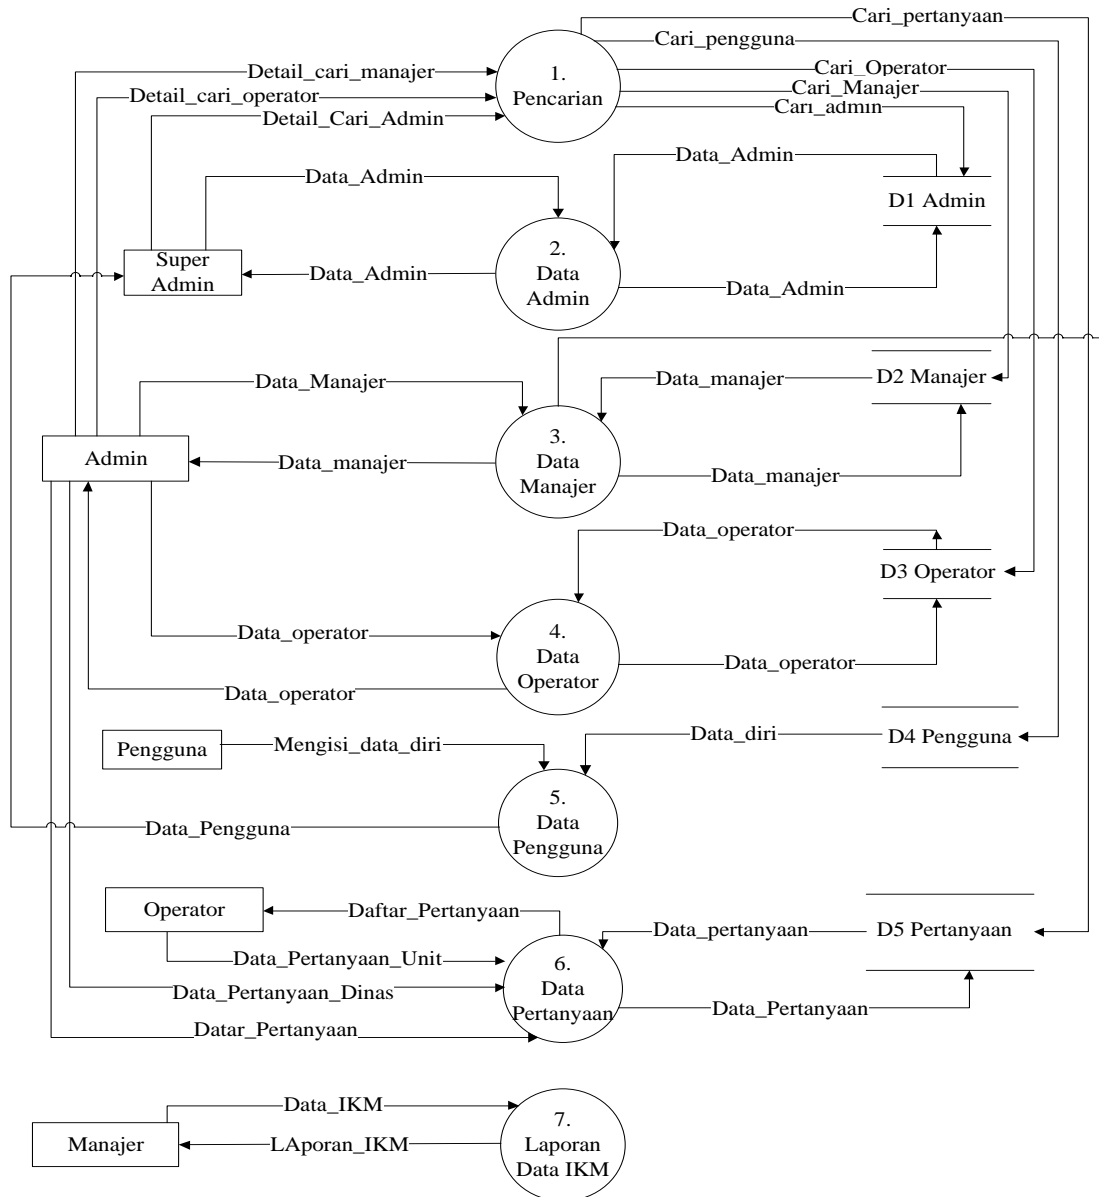 Cari_pertanyaan
Cari_pengguna
Detail_cari_manajer
1.
Pencarian
Cari_Operator
Cari_Manajer
Detail_cari_operator
Cari_admin
Detail_Cari_Admin
Data_Admin
Data_Admin
D1 Admin
Super
Admin
Data_Admin
2.
Data
Admin
Data_Admin
Data_Manajer
Data_manajer
D2 Manajer
Admin
Data_manajer
3.
Data
Manajer
Data_manajer
Data_operator
D3 Operator
Data_operator
4.
Data
Operator
Data_operator
Data_operator
Pengguna
Mengisi_data_diri
Data_diri
D4 Pengguna
5.
Data
Pengguna
Data_Pengguna
Operator
Daftar_Pertanyaan
Data_pertanyaan
D5 Pertanyaan
Data_Pertanyaan_Unit
6.
Data
Pertanyaan
Data_Pertanyaan_Dinas
Data_Pertanyaan
Datar_Pertanyaan
Data_IKM
Manajer
LAporan_IKM
7.
Laporan
Data IKM